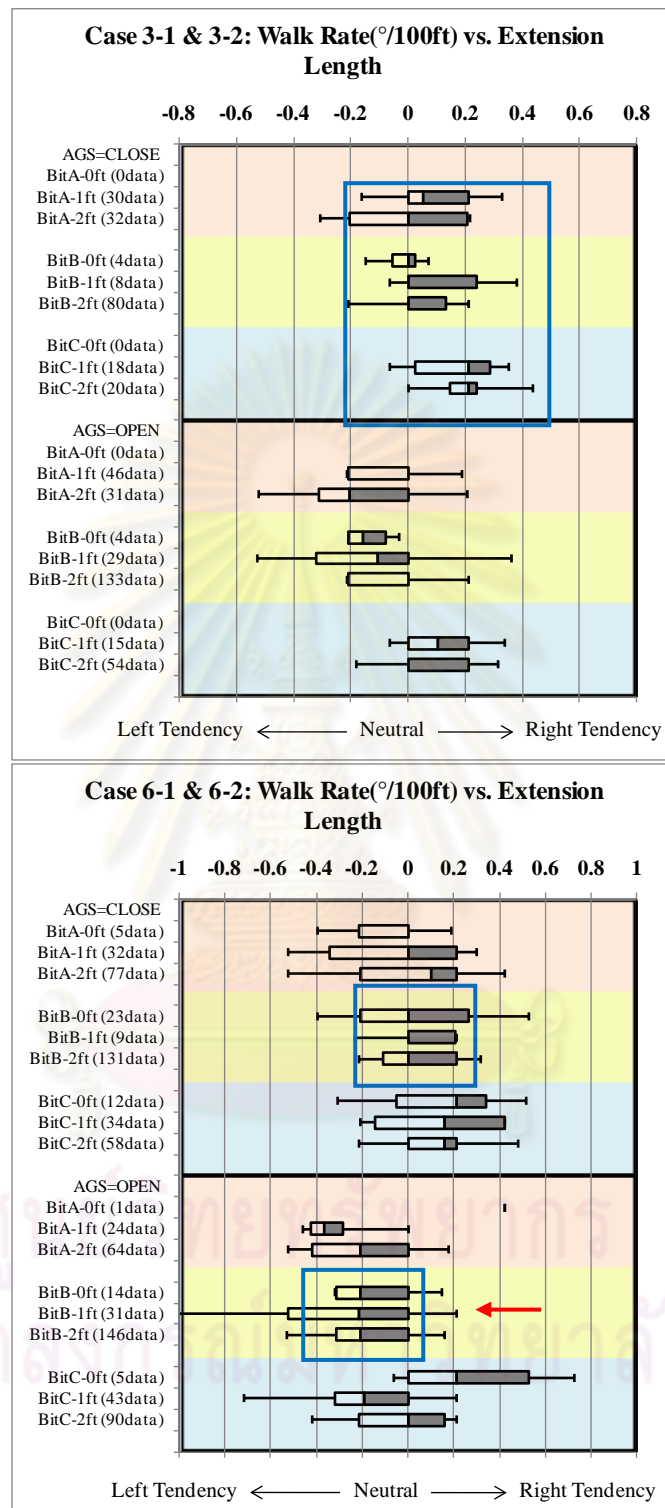 Case 3-1 & 3-2: Walk Rate(°/100ft) vs. Extension
Length
-0.8 -0.6 -0.4 -0.2 0 0.2 0.4 0.6 0.8
AGS=CLOSE
BitA-0ft (0data)
BitA-1ft (30data)
BitA-2ft (32data)
BitB-0ft (4data)
BitB-1ft (8data)
BitB-2ft (80data)
BitC-0ft (0data)
BitC-1ft (18data)
BitC-2ft (20data)
AGS=OPEN
BitA-0ft (0data)
BitA-1ft (46data)
BitA-2ft (31data)
BitB-0ft (4data)
BitB-1ft (29data)
BitB-2ft (133data)
BitC-0ft (0data)
BitC-1ft (15data)
BitC-2ft (54data)
Left Tendency Neutral Right Tendency
Case 6-1 & 6-2: Walk Rate(°/100ft) vs. Extension
Length
-1 -0.8 -0.6 -0.4 -0.2 0 0.2 0.4 0.6 0.8 1
AGS=CLOSE
BitA-0ft (5data)
BitA-1ft (32data)
BitA-2ft (77data)
BitB-0ft (23data)
BitB-1ft (9data)
BitB-2ft (131data)
BitC-0ft (12data)
BitC-1ft (34data)
BitC-2ft (58data)
AGS=OPEN
BitA-0ft (1data)
BitA-1ft (24data)
BitA-2ft (64data)
BitB-0ft (14data)
BitB-1ft (31data)
BitB-2ft (146data)
BitC-0ft (5data)
BitC-1ft (43data)
BitC-2ft (90data)
Left Tendency Neutral Right Tendency